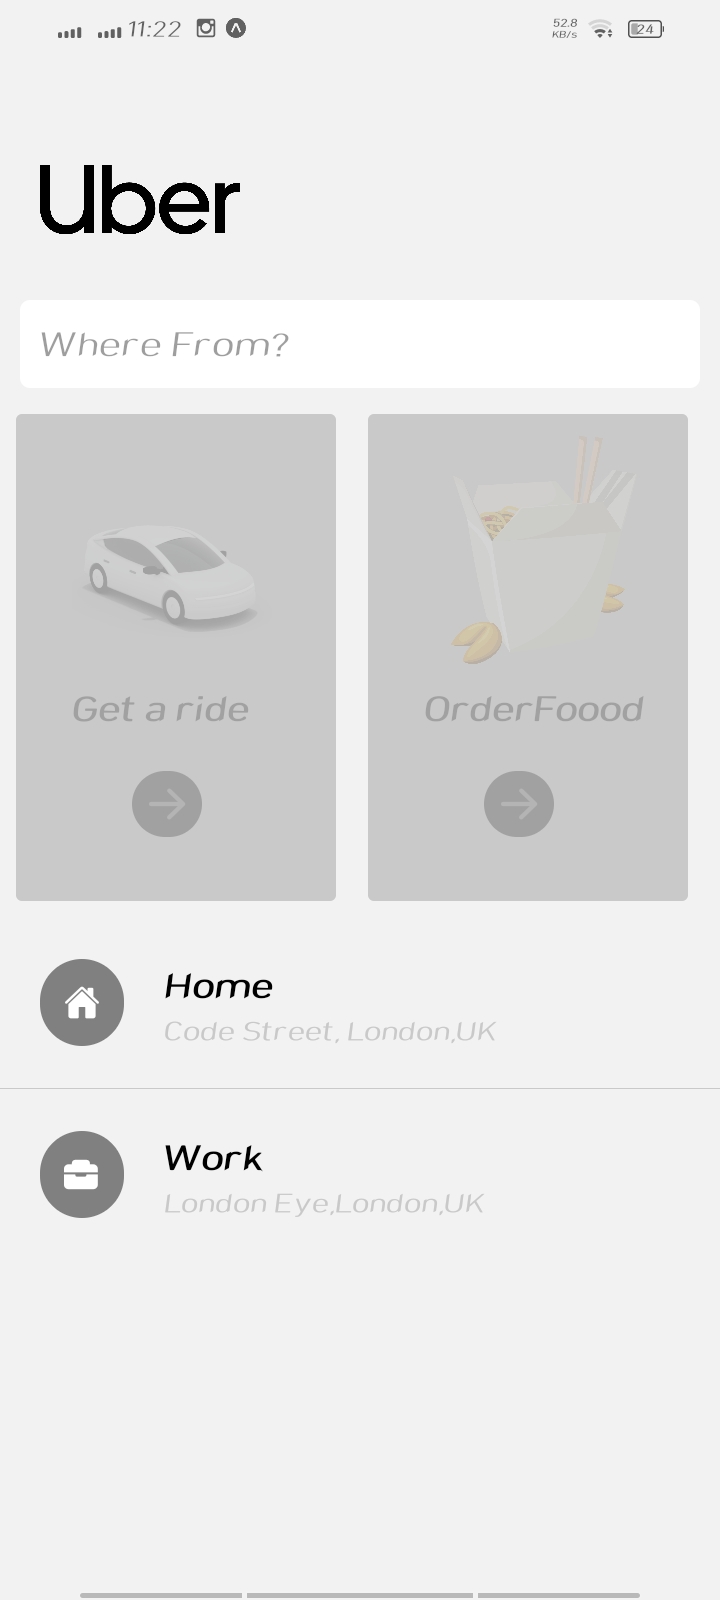 11:22
52.8
KB/s
24
Uber
Where From?
Get a ride
OrderFoood
Home
Code Street, London,UK
Work
London Eye,London,UK